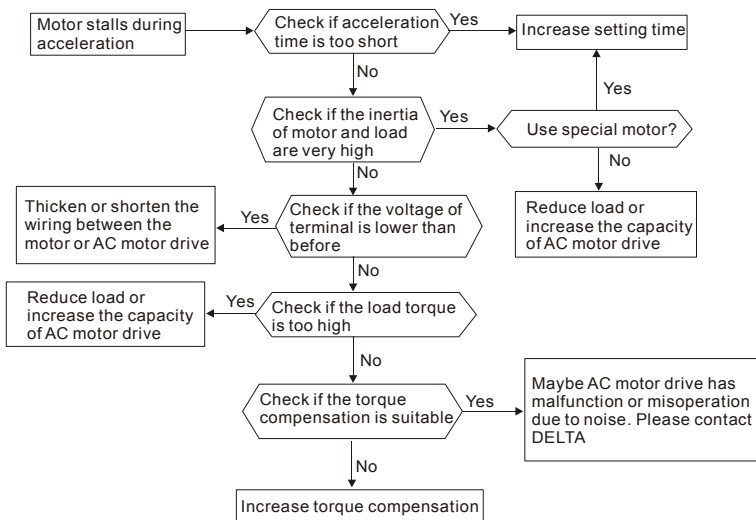 Motor stalls during
acceleration
Check if acceleration
time is too short
Yes
Increase setting time
No
Yes
Check if the inertia
of motor and load
are very high
Yes
Use special motor?
No
No
Thicken or shorten the
wiring between the
motor or AC motor drive
Yes
Check if the voltage of
terminal is lower than
before
Reduce load or
increase the capacity
of AC motor drive
No
Reduce load or
increase the capacity
of AC motor drive
Yes
Check if the load torque
is too high
No
Check if the torque
compensation is suitable
Yes
Maybe AC motor drive has
malfunction or misoperation
due to noise. Please contact
DELTA
No
Increase torque compensation